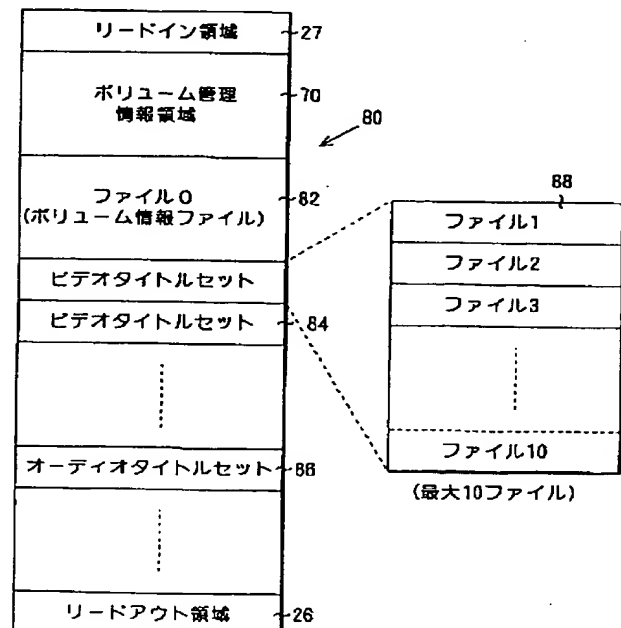 リードイン領域
27
ボリューム管理
情報領域
70
80
ファイル0
(ボリューム情報ファイル)
82
ビデオタイトルセット
ビデオタイトルセット
84
オーディオタイトルセット
86
リードアウト領域
26
88
ファイル1
ファイル2
ファイル3
ファイル10
(最大10ファイル)